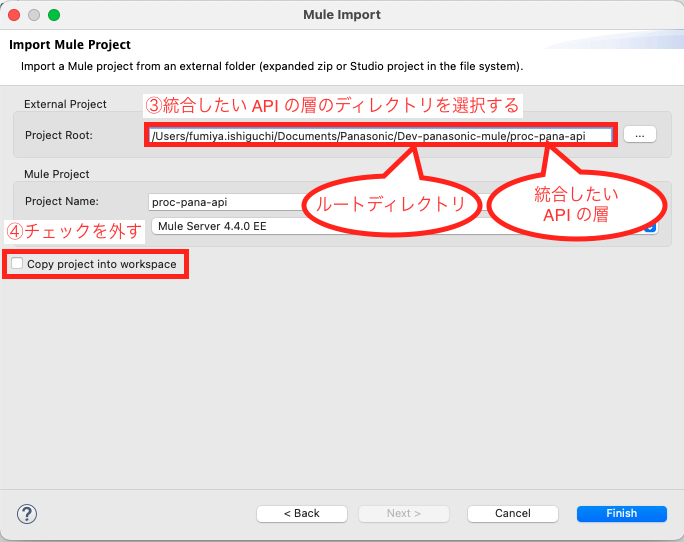 Mule Import
Import Mule Project
Import a Mule project from an external folder (expanded zip or Studio project in the file system).
External Project
③統合したい API の層のディレクトリを選択する
Project Root:
/Users/fumiya.ishiguchi/Documents/Panasonic/Dev-panasonic-mule/proc-pana-api
...
Mule Project
Project Name:
proc-pana-api
ルートディレクトリ
統合したい
API の層
④チェックを外す
Mule Server 4.4.0 EE
Copy project into workspace
?
< Back
Next >
Cancel
Finish